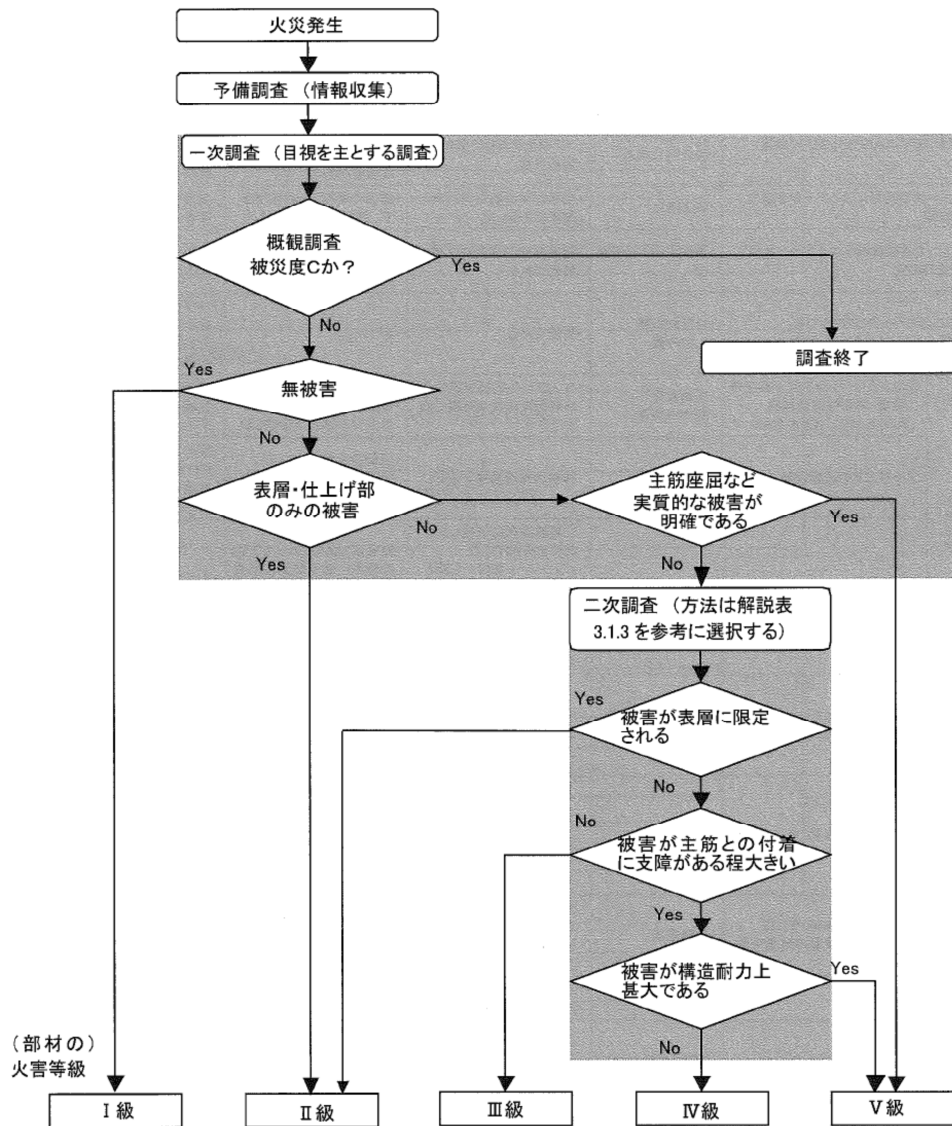 火災発生
予備調査 （情報収集）
一次調査 （目視を主とする調査）
概観調査
被災度Cか？
Yes
No
調査終了
Yes
無被害
No
表層・仕上げ部
のみの被害
No
Yes
主筋座屈など
実質的な被害が
明確である
Yes
No
二次調査 （方法は解説表
3.1.3 を参考に選択する）
Yes
被害が表層に限定
される
No
No
被害が主筋との付着
に支障がある程大きい
Yes
被害が構造耐力上
甚大である
Yes
No
（部材の）
火害等級
Ⅰ級
Ⅱ級
Ⅲ級
Ⅳ級
Ⅴ級